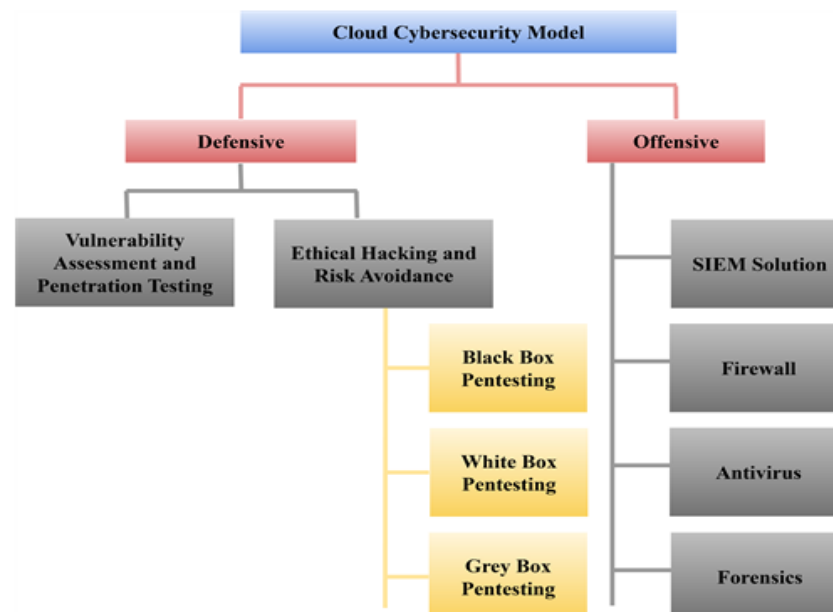 Cloud Cybersecurity Model
Defensive
Offensive
Vulnerability
Assessment and
Penetration Testing
Ethical Hacking and
Risk Avoidance
SIEM Solution
Black Box
Pentesting
Firewall
White Box
Pentesting
Antivirus
Grey Box
Pentesting
Forensics